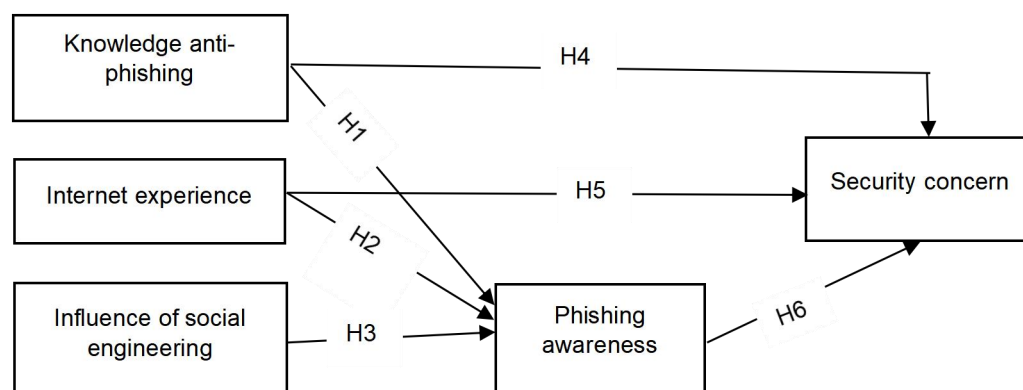 Knowledge anti-
phishing
H4
H1
Internet experience
H5
Security concern
H2
Influence of social
engineering
H3
Phishing
awareness
H6